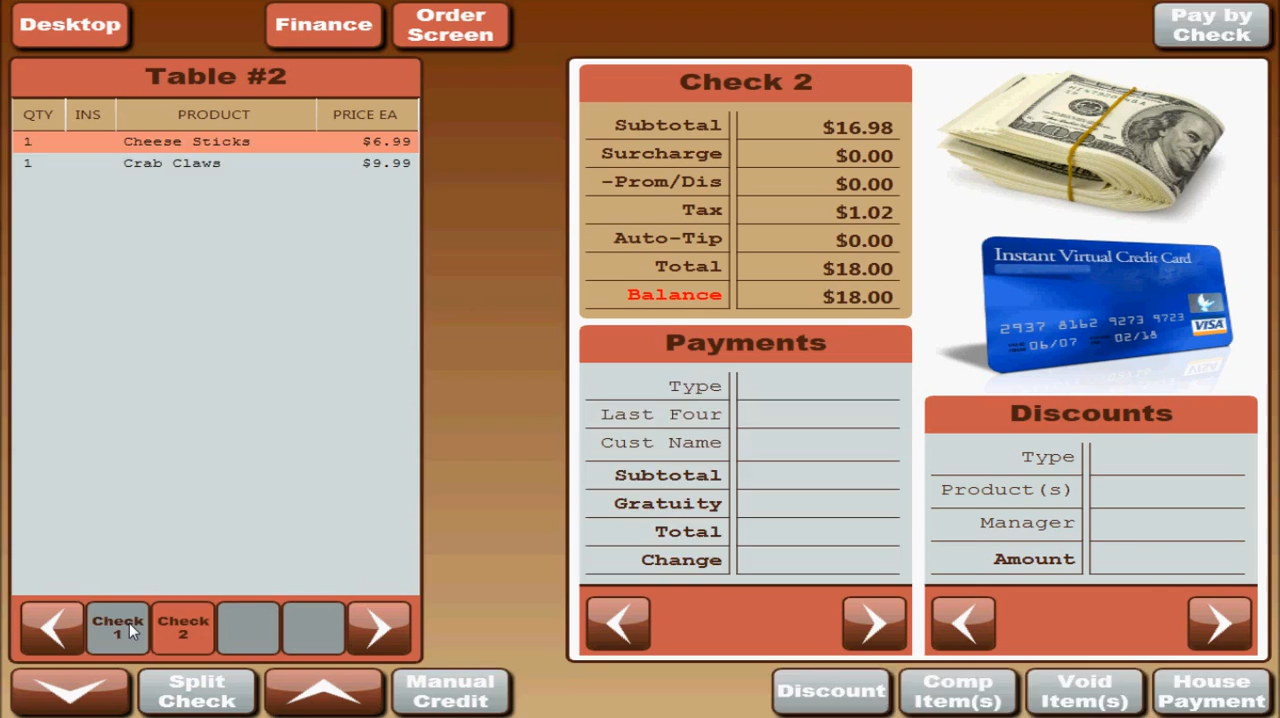 Desktop
Finance
Order
Screen
Pay by
Check
Table #2
QTY INS PRODUCT PRICE EA
1 Cheese Sticks $6.99
1 Crab Claws $9.99
Check
1
Check
2
Split
Check
Manual
Credit
Check 2
Subtotal $16.98
Surcharge $0.00
-Prom/Dis $0.00
Tax $1.02
Auto-Tip $0.00
Total $18.00
Balance $18.00
Payments
Type
Last Four
Cust Name
Subtotal
Gratuity
Total
Change
Instant Virtual Credit Card
2937 8162 9273 9723
06/07 02/18
VISA
Discounts
Type
Product(s)
Manager
Amount
Discount
Comp
Item(s)
Void
Item(s)
House
Payment